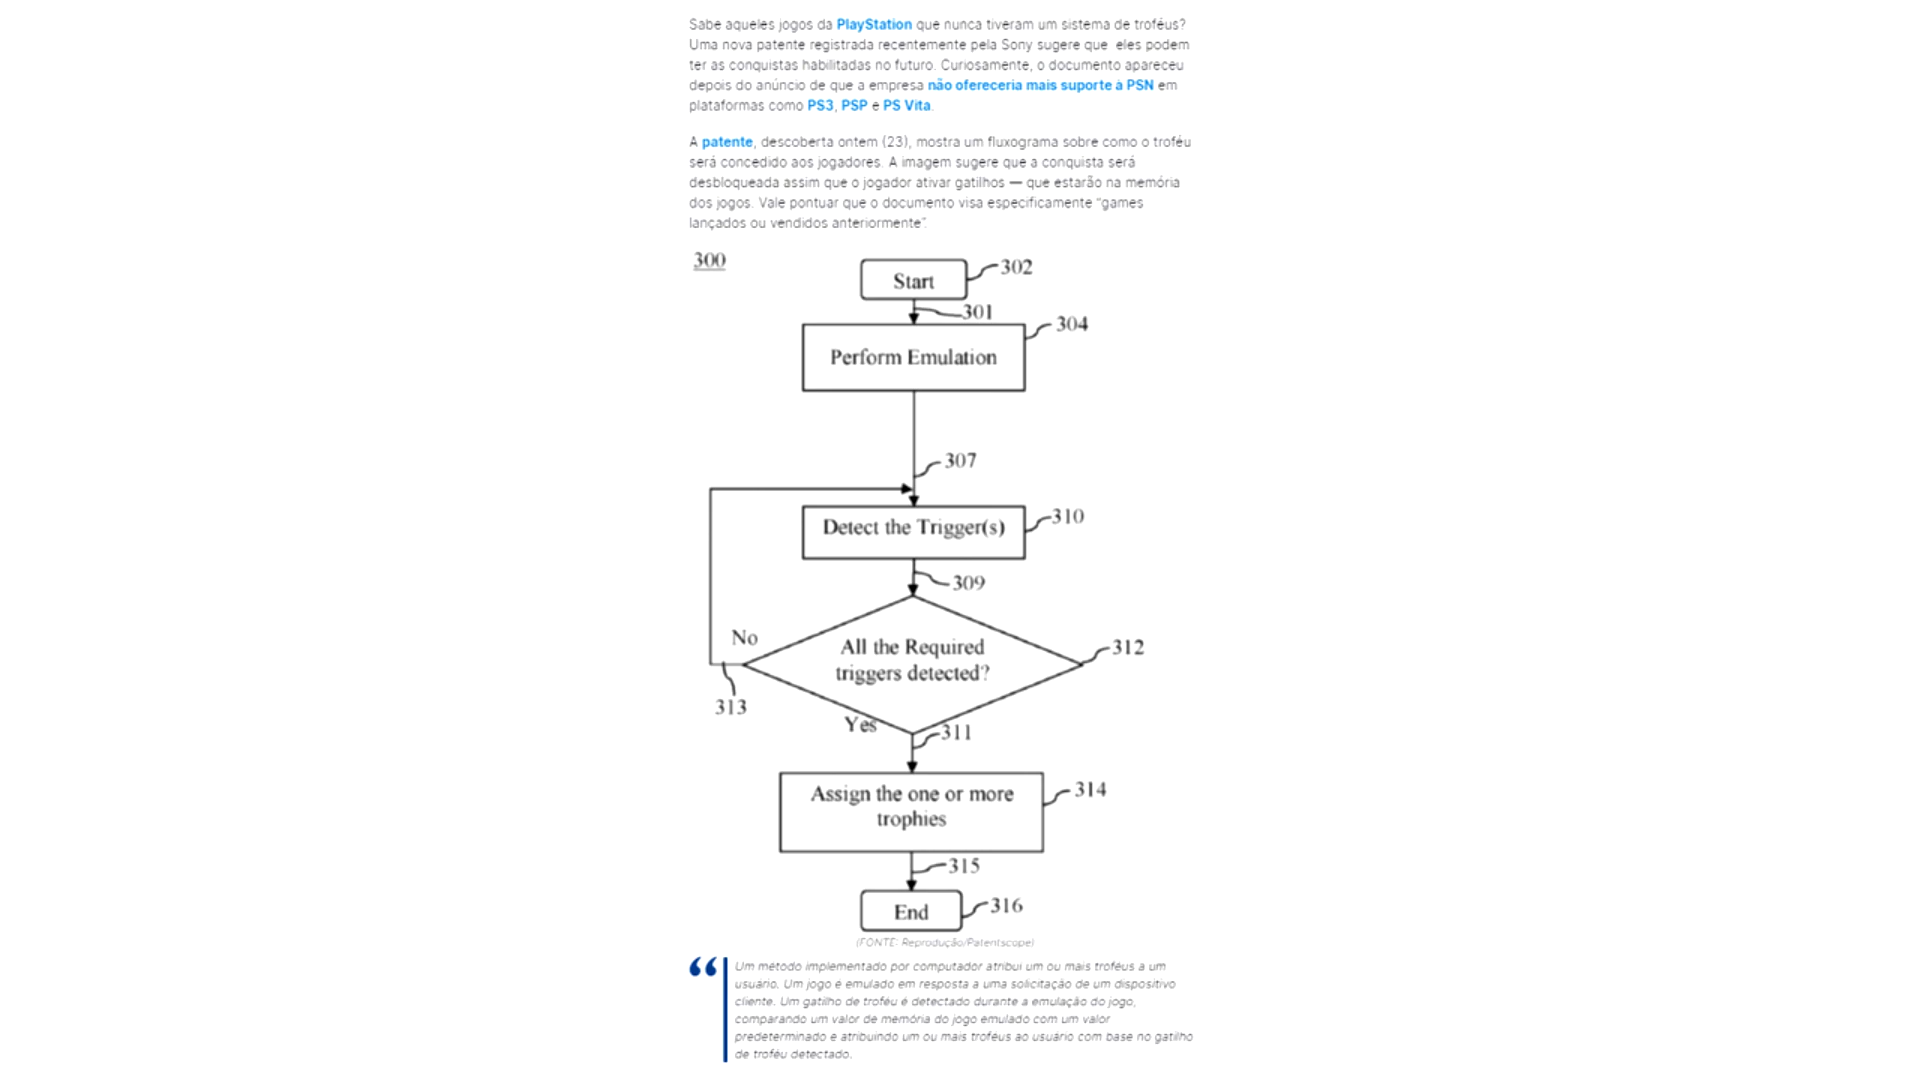 Sabe aqueles jogos da PlayStation que nunca tiveram um sistema de troféus?
Uma nova patente registrada recentemente pela Sony sugere que eles podem
ter as conquistas habilitadas no futuro. Curiosamente, o documento apareceu
depois do anúncio de que a empresa não ofereceria mais suporte à PSN em
plataformas como PS3, PSP e PS Vita.
A patente, descoberta ontem (23), mostra um fluxograma sobre como o troféu
será concedido aos jogadores. A imagem sugere que a conquista será
desbloqueada assim que o jogador ativar gatilhos — que estarão na memória
dos jogos. Vale pontuar que o documento visa especificamente "games
lançados ou vendidos anteriormente".
300
Start
302
301
304
Perform Emulation
307
Detect the Trigger(s)
310
309
No
All the Required
triggers detected?
312
313
Yes
311
Assign the one or more
trophies
314
315
End
316
(FONTE: Reprodução/Patentscope)
Um método implementado por computador atribui um ou mais troféus a um
usuário. Um jogo é emulado em resposta a uma solicitação de um dispositivo
cliente. Um gatilho de troféu é detectado durante a emulação do jogo,
comparando um valor de memória do jogo emulado com um valor
predeterminado e atribuindo um ou mais troféus ao usuário com base no gatilho
de troféu detectado.